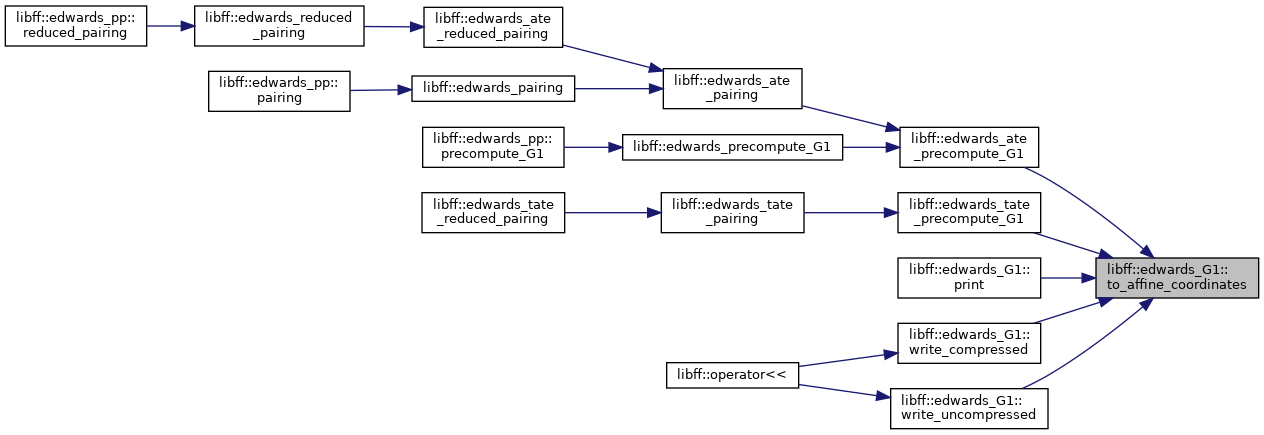 libff::edwards_pp::
reduced_pairing
libff::edwards_reduced
_pairing
libff::edwards_ate
_reduced_pairing
libff::edwards_pp::
pairing
libff::edwards_pairing
libff::edwards_ate
_pairing
libff::edwards_pp::
precompute_G1
libff::edwards_precompute_G1
libff::edwards_ate
_precompute_G1
libff::edwards_tate
_reduced_pairing
libff::edwards_tate
_pairing
libff::edwards_tate
_precompute_G1
libff::edwards_G1::
print
libff::edwards_G1::
to_affine_coordinates
libff::edwards_G1::
write_compressed
libff::operator<<
libff::edwards_G1::
write_uncompressed